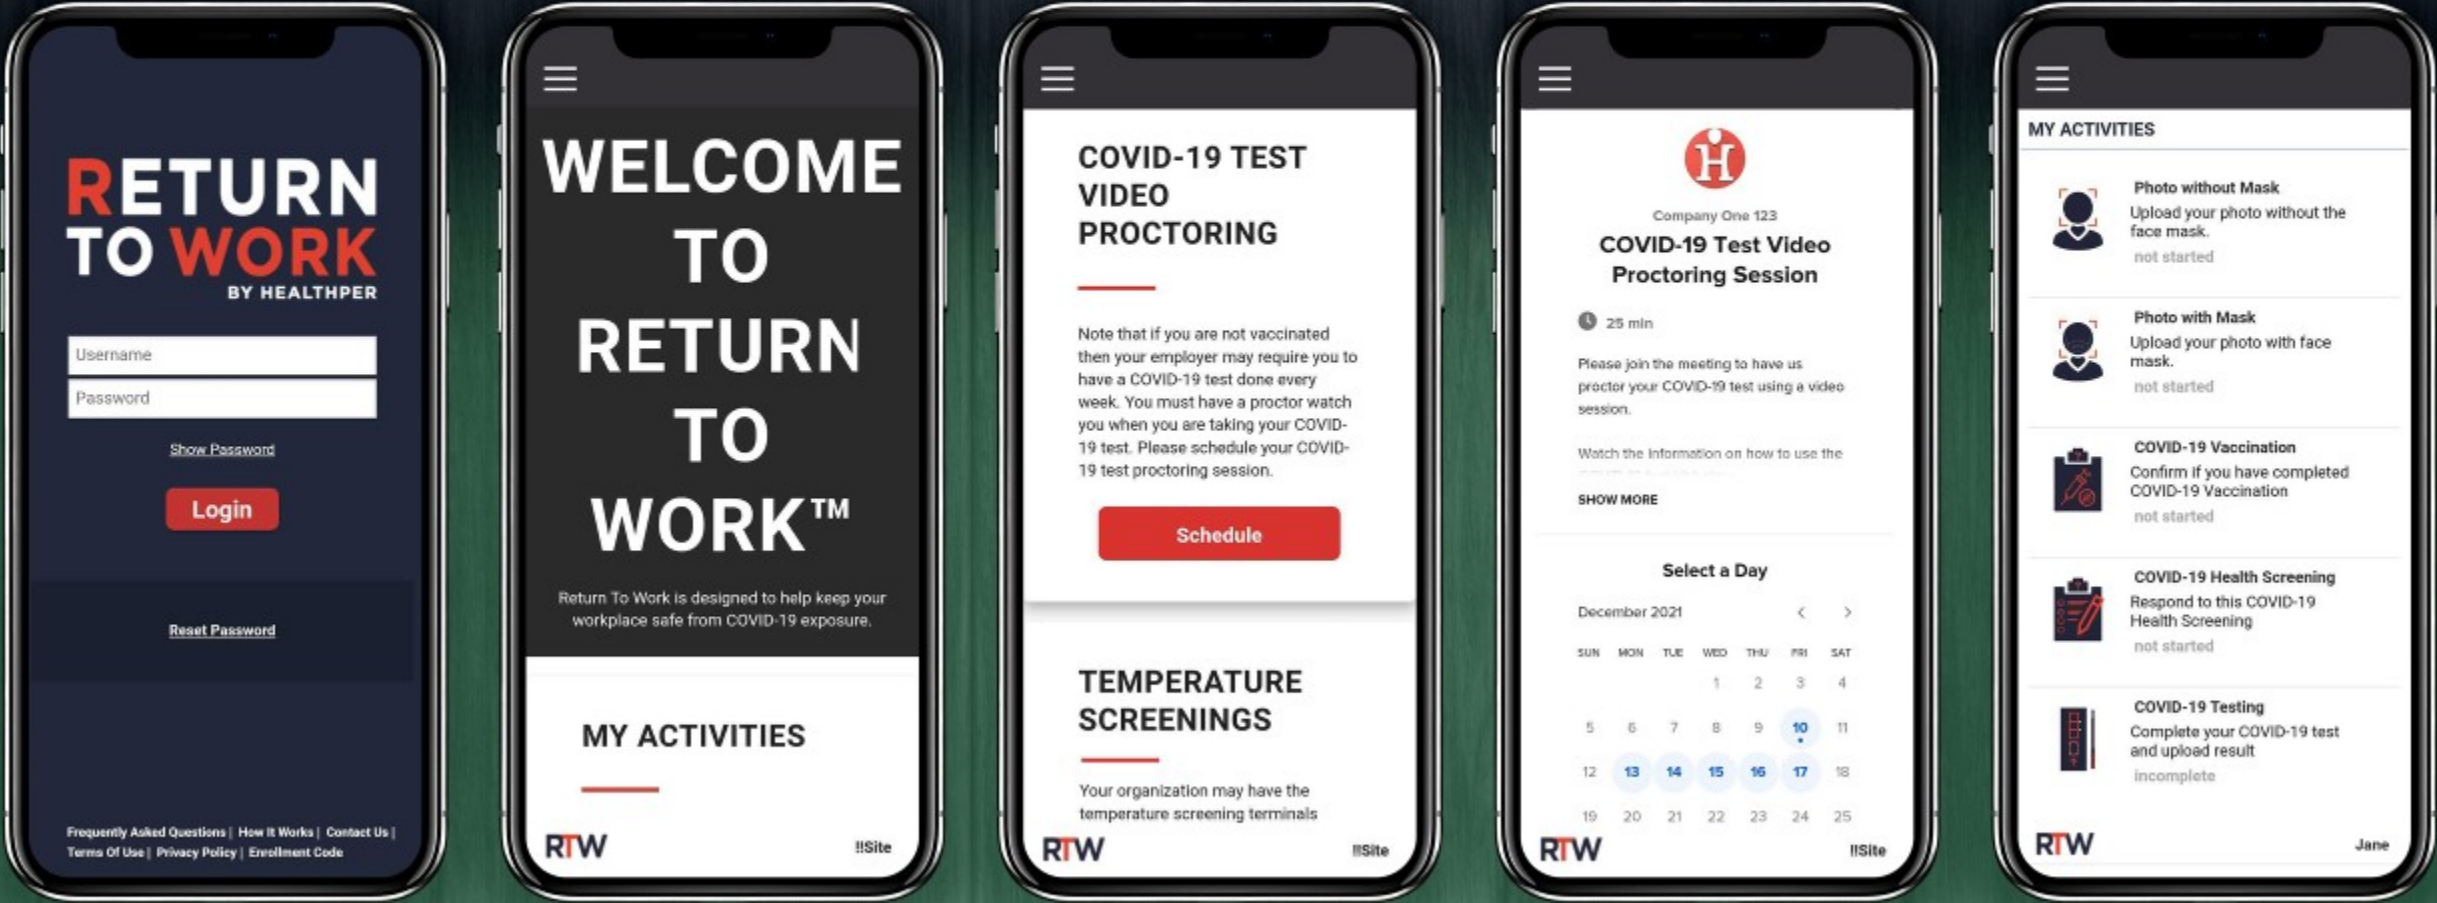 RETURN
TO WORK
BY HEALTHPER
Username
Password
Show Password
Login
Reset Password
Frequently Asked Questions | How It Works | Contact Us |
Terms Of Use | Privacy Policy | Enrollment Code
WELCOME
TO
RETURN
TO
WORK™
Return To Work is designed to help keep your
workplace safe from COVID-19 exposure.
MY ACTIVITIES
RTW
!!Site
COVID-19 TEST
VIDEO
PROCTORING
Note that if you are not vaccinated
then your employer may require you to
have a COVID-19 test done every
week. You must have a proctor watch
you when you are taking your COVID-
19 test. Please schedule your COVID-
19 test proctoring session.
Schedule
TEMPERATURE
SCREENINGS
Your organization may have the
temperature screening terminals
RTW
!!Site
H
Company One 123
COVID-19 Test Video
Proctoring Session
25 min
Please join the meeting to have us
proctor your COVID-19 test using a video
session.
Watch the information on how to use the
SHOW MORE
Select a Day
December 2021 < >
SUN MON TUE WED THU FRI SAT
1 2 3 4
5 6 7 8 9 10 11
12 13 14 15 16 17 18
19 20 21 22 23 24 25
RTW
!!Site
MY ACTIVITIES
Photo without Mask
Upload your photo without the
face mask.
not started
Photo with Mask
Upload your photo with face
mask.
not started
COVID-19 Vaccination
Confirm if you have completed
COVID-19 Vaccination
not started
COVID-19 Health Screening
Respond to this COVID-19
Health Screening
not started
COVID-19 Testing
Complete your COVID-19 test
and upload result
incomplete
RTW
Jane